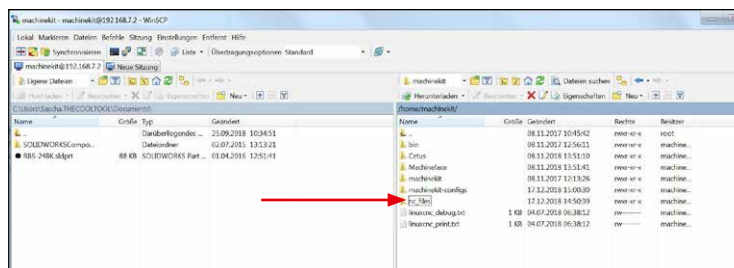 machinekit - machinekit@192.168.7.2 - WinSCP
Lokal Markieren Dateien Befehle Sitzung Einstellungen Entfernt Hilfe
Synchronisieren Liste Übertragungsoptionen Standard
machinekit@192.168.7.2 Neue Sitzung
Eigene Dateien machinekit Dateien suchen
Hochladen Bearbeiten Eigenschaften Neu Herunterladen Bearbeiten Eigenschaften Neu
C:\Users\Sascha.THECOOLTOOL\Documents\ /home/machinekit/
Name Größe Typ Geändert Name Größe Geändert Rechte Besitzer
.. Darüberliegendes ... 25.09.2018 10:34:51 .. 08.11.2017 10:45:42 rwxr-xr-x root
SOLIDWORKSCompo... Dateiordner 02.07.2015 13:13:21 bin 08.11.2017 12:56:11 rwxr-xr-x machine...
RBS-248K.sldprt 88 KB SOLIDWORKS Part ... 01.04.2016 12:51:41 Cetus 08.11.2018 13:51:10 rwxr-xr-x machine...
Machineface 08.11.2018 13:51:41 rwxr-xr-x machine...
machinekit 08.11.2017 12:13:26 rwxr-xr-x machine...
machinekit-configs 17.12.2018 15:00:30 rwxr-xr-x machine...
nc_files 17.12.2018 14:50:39 rwxr-xr-x machine...
linuxcnc_debug.txt 1 KB 04.07.2018 06:38:12 rw------- machine...
linuxcnc_print.txt 1 KB 04.07.2018 06:38:12 rw------- machine...